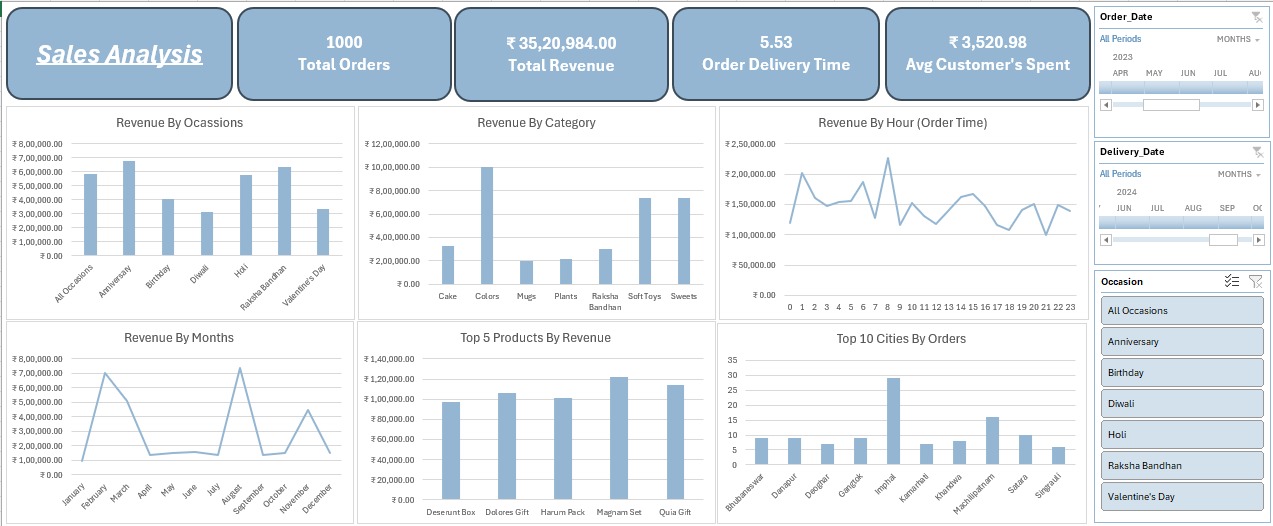 Sales Analysis
1000
Total Orders
₹ 35,20,984.00
Total Revenue
5.53
Order Delivery Time
₹ 3,520.98
Avg Customer's Spent
Order_Date
All Periods
MONTHS
2023
APR MAY JUN JUL AU
Delivery_Date
All Periods
MONTHS
2024
JUN JUL AUG SEP OC
Occasion
All Occasions
Anniversary
Birthday
Diwali
Holi
Raksha Bandhan
Valentine's Day
Revenue By Ocassions
₹ 8,00,000.00
₹ 7,00,000.00
₹ 6,00,000.00
₹ 5,00,000.00
₹ 4,00,000.00
₹ 3,00,000.00
₹ 2,00,000.00
₹ 1,00,000.00
₹ 0.00
All Occasions
Anniversary
Birthday
Diwali
Holi
Raksha Bandhan
Valentine's Day
Revenue By Category
₹ 12,00,000.00
₹ 10,00,000.00
₹ 8,00,000.00
₹ 6,00,000.00
₹ 4,00,000.00
₹ 2,00,000.00
₹ 0.00
Cake Colors Mugs Plants Raksha Soft Toys Sweets
Bandhan
Revenue By Hour (Order Time)
₹ 2,50,000.00
₹ 2,00,000.00
₹ 1,50,000.00
₹ 1,00,000.00
₹ 50,000.00
₹ 0.00
0 1 2 3 4 5 6 7 8 9 10 11 12 13 14 15 16 17 18 19 20 21 22 23
Revenue By Months
₹ 8,00,000.00
₹ 7,00,000.00
₹ 6,00,000.00
₹ 5,00,000.00
₹ 4,00,000.00
₹ 3,00,000.00
₹ 2,00,000.00
₹ 1,00,000.00
₹ 0.00
January
February
March
April
May
June
July
August
September
October
November
December
Top 5 Products By Revenue
₹ 1,40,000.00
₹ 1,20,000.00
₹ 1,00,000.00
₹ 80,000.00
₹ 60,000.00
₹ 40,000.00
₹ 20,000.00
₹ 0.00
Deserunt Box Dolores Gift Harum Pack Magnam Set Quia Gift
Top 10 Cities By Orders
35
30
25
20
15
10
5
0
Bhubaneswar
Danapur
Deoghar
Gangtok
Imphal
Kamarhati
Khandwa
Machilipatnam
Satara
Singrauli